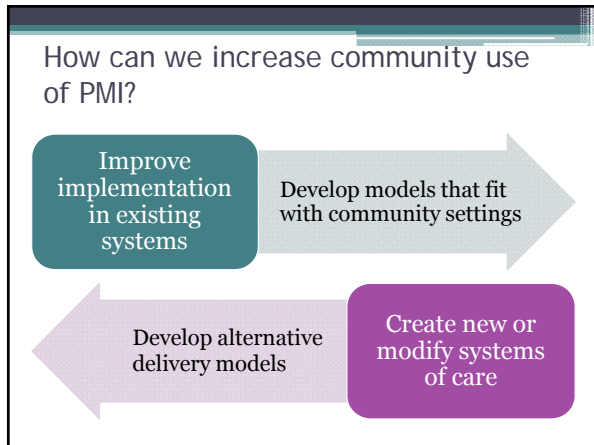 How can we increase community use
of PMI?
Improve
implementation
in existing
systems
Develop models that fit
with community settings
Develop alternative
delivery models
Create new or
modify systems
of care